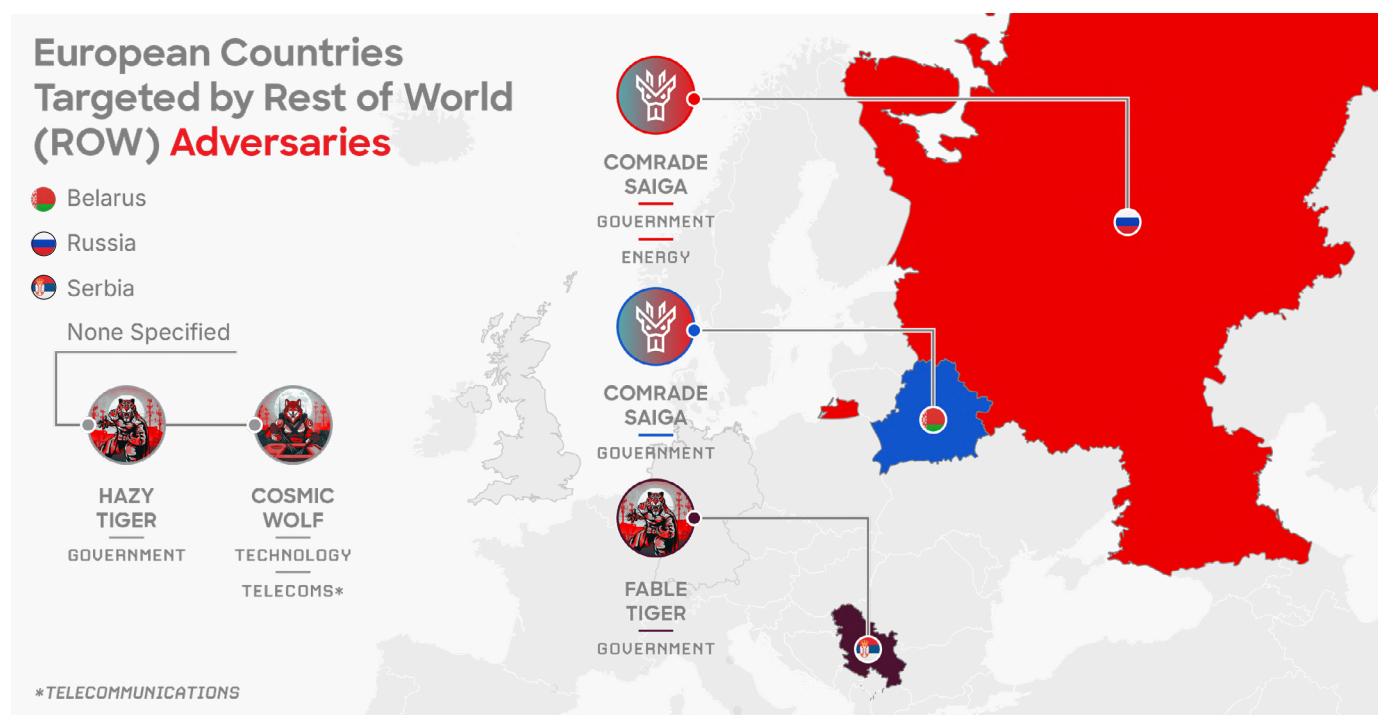 European Countries
Targeted by Rest of World
(ROW) Adversaries
Belarus
Russia
Serbia
None Specified
HAZY
TIGER
GOVERNMENT
COSMIC
WOLF
TECHNOLOGY
TELECOMS*
COMRADE
SAIGA
GOVERNMENT
ENERGY
COMRADE
SAIGA
GOVERNMENT
FABLE
TIGER
GOVERNMENT
*TELECOMMUNICATIONS